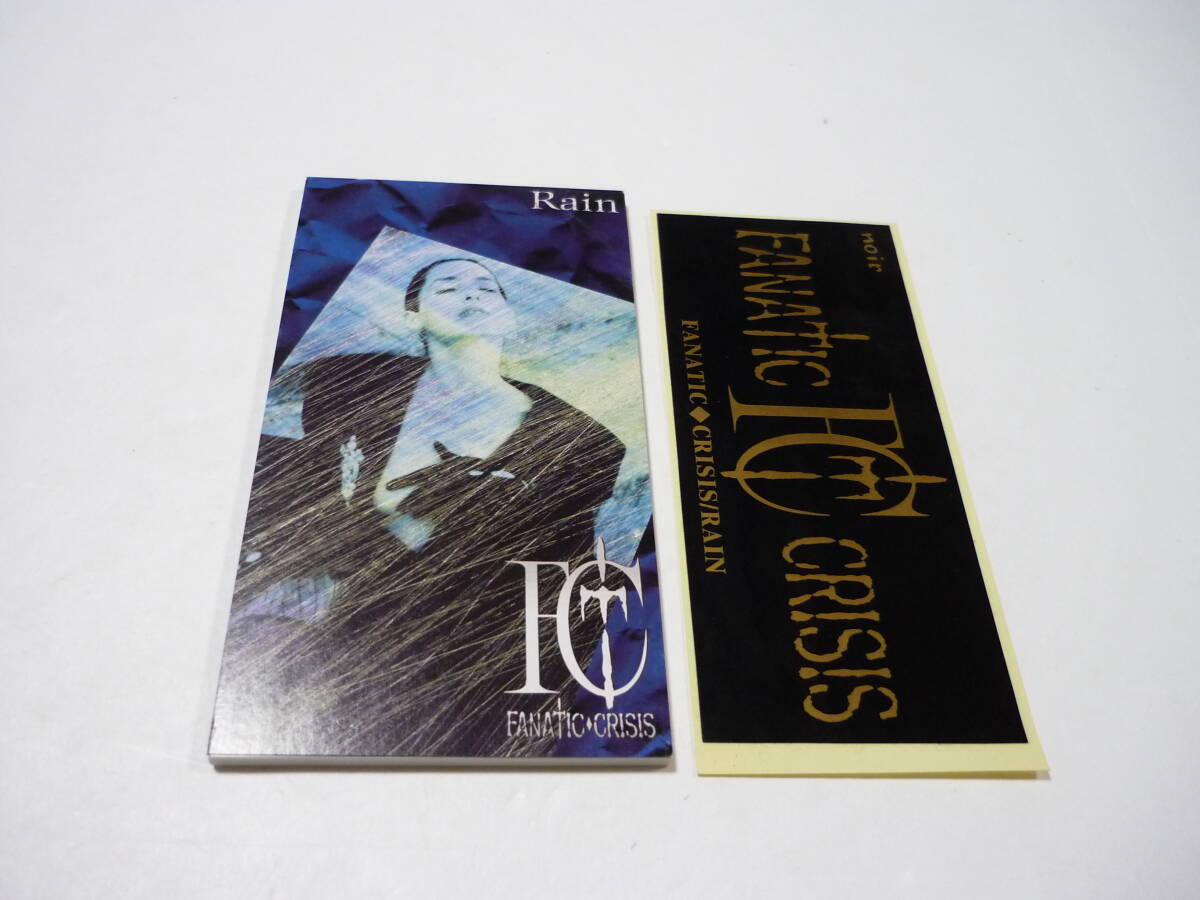 Rain
FC
FANATIC◆CRISIS
noir
FANATIC FC CRISIS
FANATIC◆CRISIS/RAIN